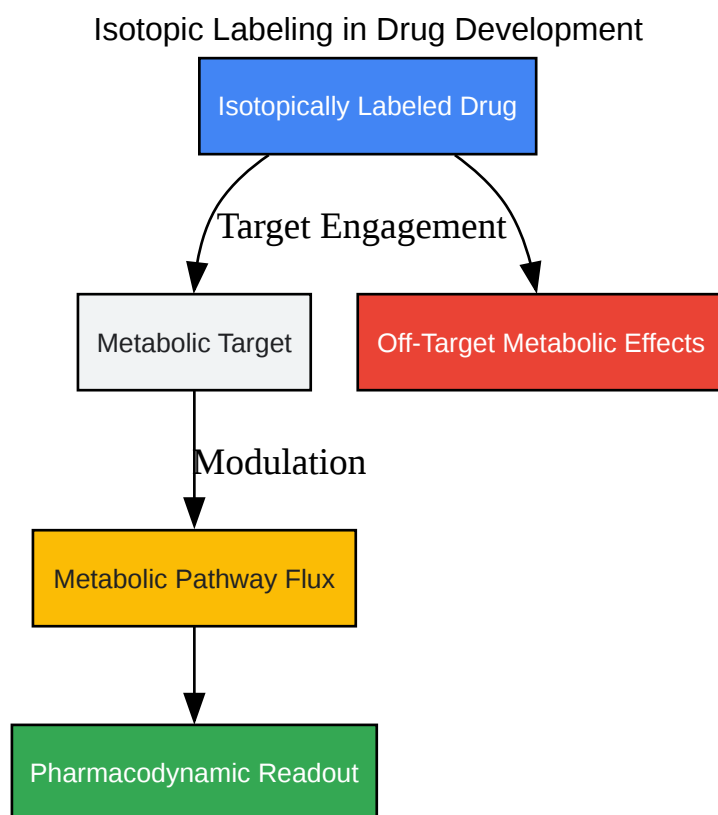 Isotopic Labeling in Drug Development
Isotopically Labeled Drug
Target Engagement
Metabolic Target
Off-Target Metabolic Effects
Modulation
Metabolic Pathway Flux
Pharmacodynamic Readout